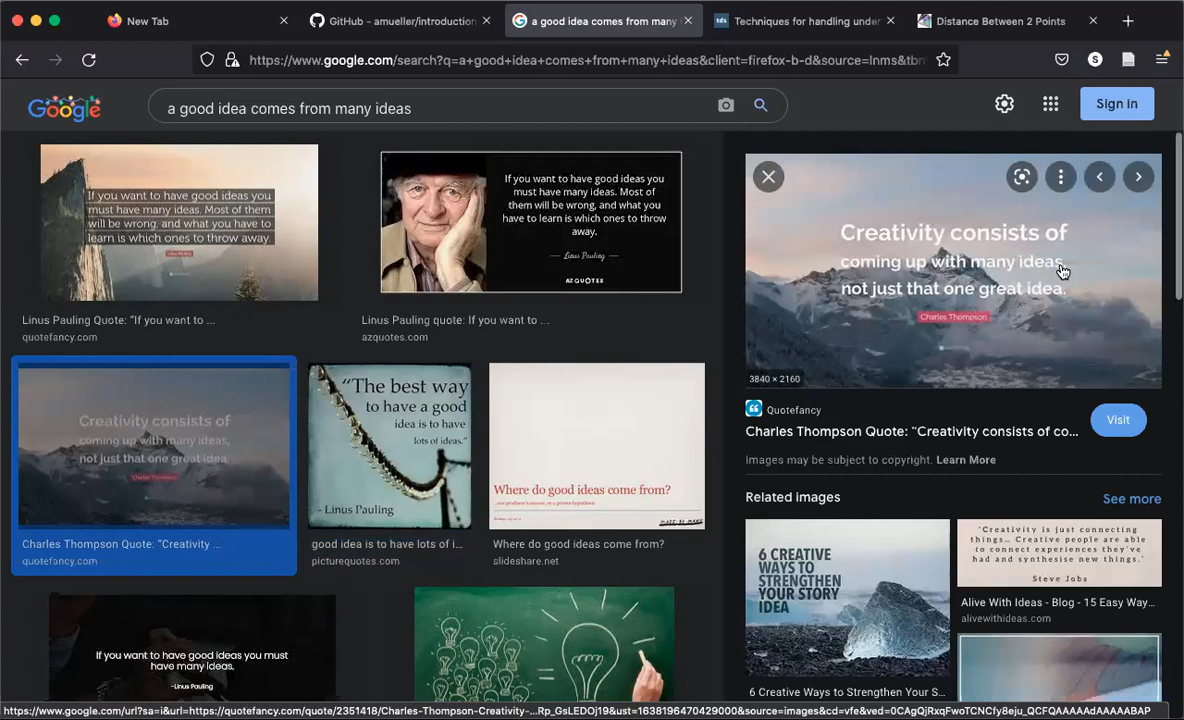 New Tab
GitHub - amueller/introduction
a good idea comes from many
tds
Techniques for handling under
Distance Between 2 Points
https://www.google.com/search?q=a+good+idea+comes+from+many+ideas&client=firefox-b-d&source=lnms&tbn
S
Google
a good idea comes from many ideas
Sign in
If you want to have good ideas you
must have many ideas. Most of them
will be wrong, and what you have to
learn is which ones to throw away.
Linus Pauling
If you want to have good ideas you
must have many ideas. Most of
them will be wrong, and what you
have to learn is which ones to throw
away.
Linus Pauling
AZ QUOTES
Linus Pauling Quote: “If you want to ...
quotefancy.com
Linus Pauling quote: If you want to ...
azquotes.com
Creativity consists of
coming up with many ideas,
not just that one great idea.
Charles Thompson
"The best way
to have a good
idea is to have
lots of ideas."
- Linus Pauling
Where do good ideas come from?
Charles Thompson Quote: “Creativity ...
quotefancy.com
good idea is to have lots of i...
picturequotes.com
Where do good ideas come from?
slideshare.net
If you want to have good ideas you must
have many ideas.
-Linus Pauling
Creativity consists of
coming up with many ideas,
not just that one great idea.
Charles Thompson
3840 × 2160
Quotefancy
Visit
Charles Thompson Quote: “Creativity consists of co...
Images may be subject to copyright. Learn More
Related images
See more
6 CREATIVE
WAYS TO
STRENGTHEN
YOUR STORY
IDEA
6 Creative Ways to Strengthen Your S...
"Creativity is just connecting
things... Creative people are able
to connect experiences they've
had and synthesise new things."
Steve Jobs
Alive With Ideas - Blog - 15 Easy Way...
alivewithideas.com
https://www.google.com/url?sa=i&url=https://quotefancy.com/quote/2351418/Charles-Thompson-Creativity-...Rp_GsLEDOj19&ust=1638196470429000&source=images&cd=vfe&ved=0CAgQjRxqFwoTCNCfy8eju_QCFQAAAAAdAAAAABAP